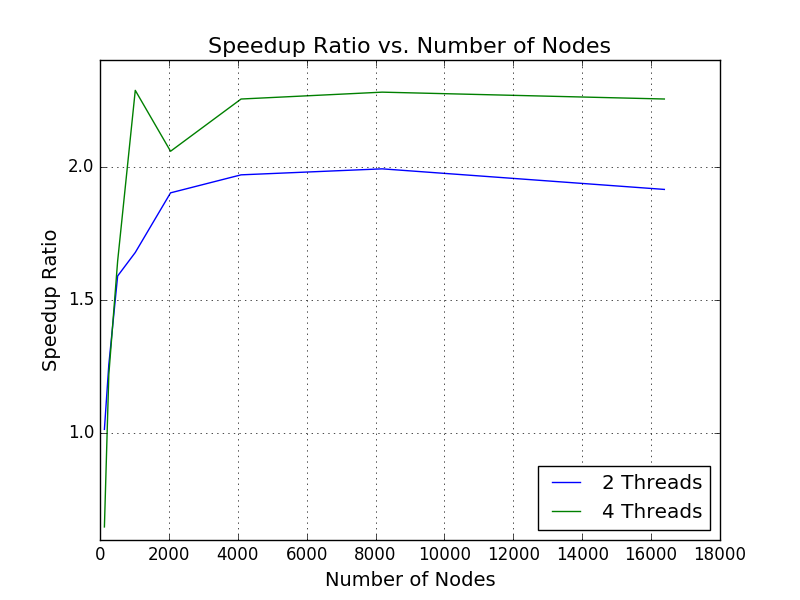 Speedup Ratio vs. Number of Nodes
Speedup Ratio
2.0
1.5
1.0
2 Threads
4 Threads
0 2000 4000 6000 8000 10000 12000 14000 16000 18000
Number of Nodes